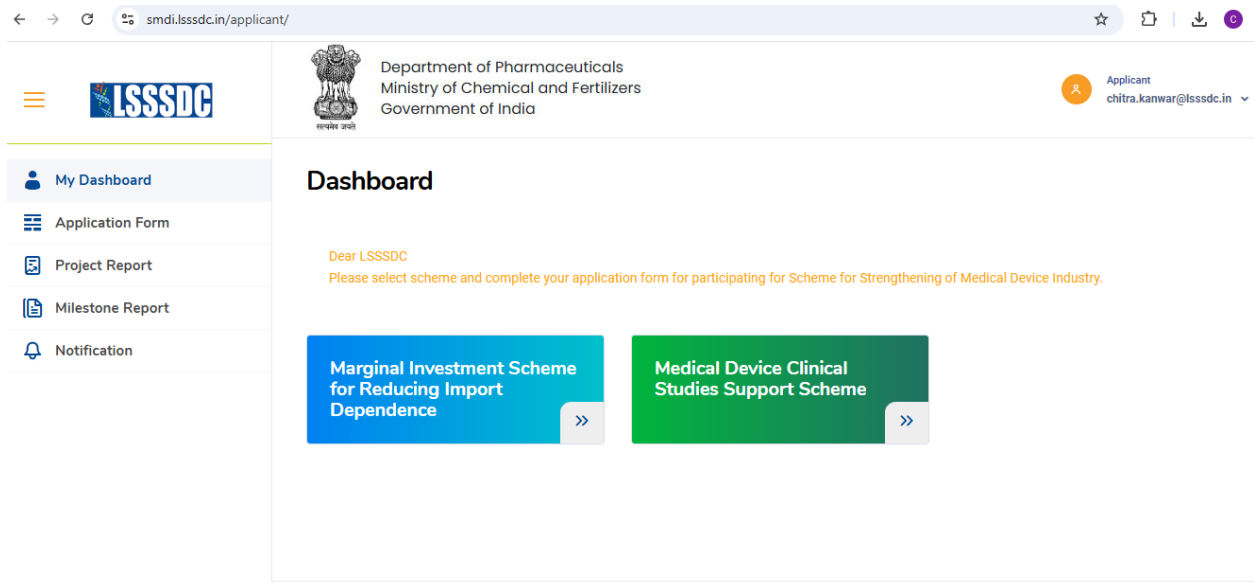 smdi.lsssdc.in/applicant/
C
LSSSDC
सत्यमेव जयते
Department of Pharmaceuticals
Ministry of Chemical and Fertilizers
Government of India
Applicant
chitra.kanwar@lsssdc.in
My Dashboard
Application Form
Project Report
Milestone Report
Notification
Dashboard
Dear LSSSDC
Please select scheme and complete your application form for participating for Scheme for Strengthening of Medical Device Industry.
Marginal Investment Scheme
for Reducing Import
Dependence
Medical Device Clinical
Studies Support Scheme